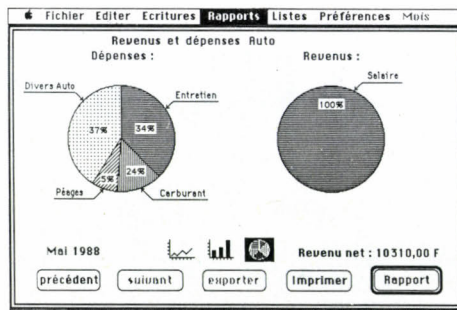 Fichier Editer Ecritures Rapports Listes Préférences Mois
Revenus et dépenses Auto
Dépenses : Revenus :
Divers Auto
Entretien
Salaire
37%
34%
100%
5%
24%
Péages
Carburant
Mai 1988
Revenu net : 10310,00 F
précédent suivant exporter Imprimer Rapport